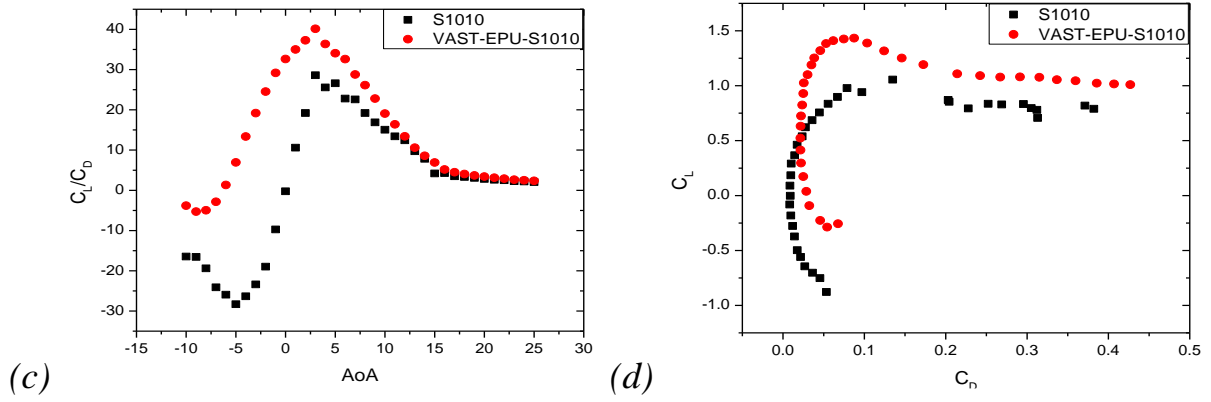 S1010
VAST-EPU-S1010
40
30
20
10
0
-10
-20
-30
C_L/C_D
-15 -10 -5 0 5 10 15 20 25 30
AoA
(c)
S1010
VAST-EPU-S1010
1.5
1.0
0.5
0.0
-0.5
-1.0
C_L
0.0 0.1 0.2 0.3 0.4 0.5
C_D
(d)